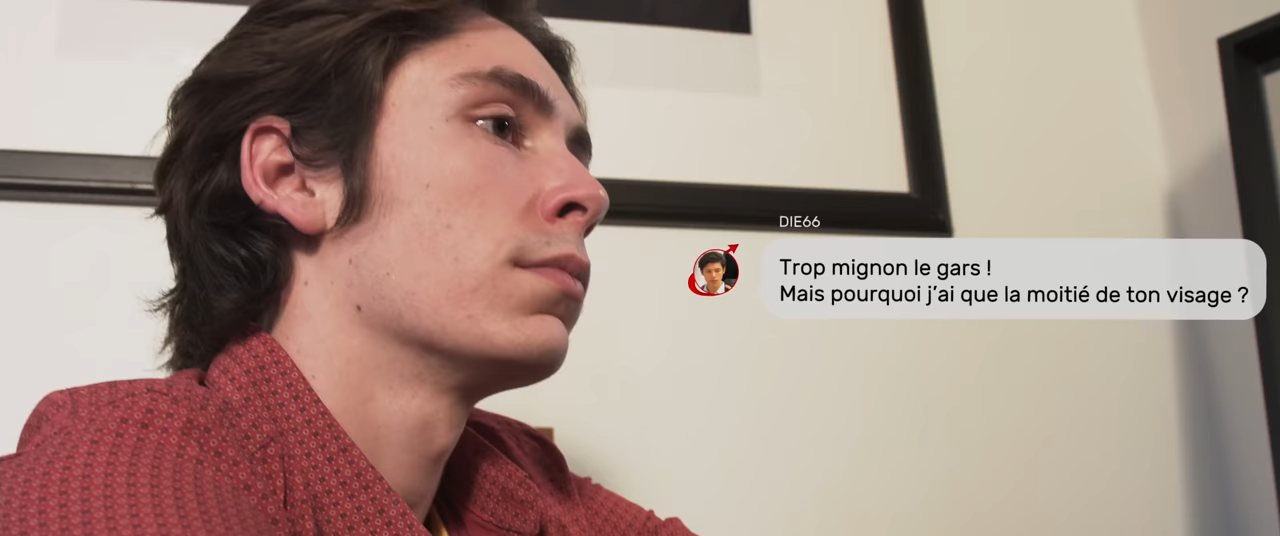 DIE66
Trop mignon le gars !
Mais pourquoi j’ai que la moitié de ton visage ?